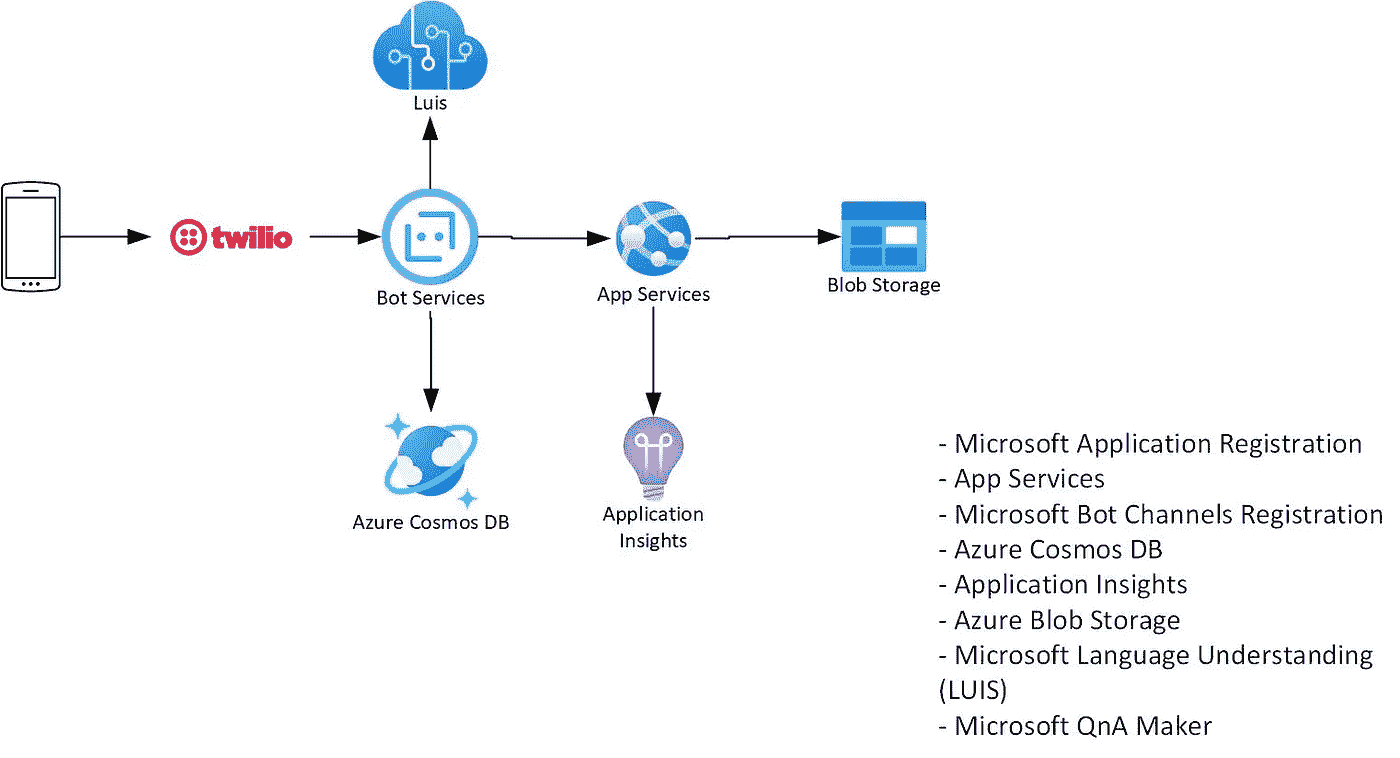 Luis
twilio
Bot Services
App Services
Blob Storage
Azure Cosmos DB
Application
Insights
- Microsoft Application Registration
- App Services
- Microsoft Bot Channels Registration
- Azure Cosmos DB
- Application Insights
- Azure Blob Storage
- Microsoft Language Understanding
(LUIS)
- Microsoft QnA Maker